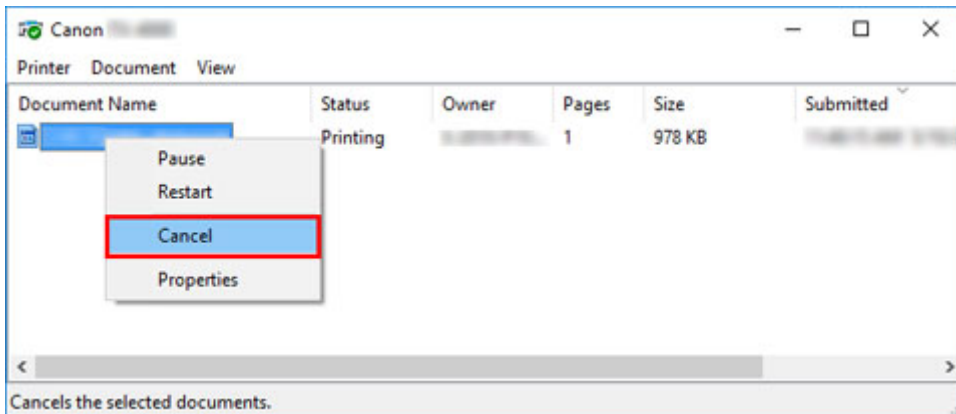 Canon
Printer Document View
Document Name Status Owner Pages Size Submitted
Printing 1 978 KB
Pause
Restart
Cancel
Properties
Cancels the selected documents.